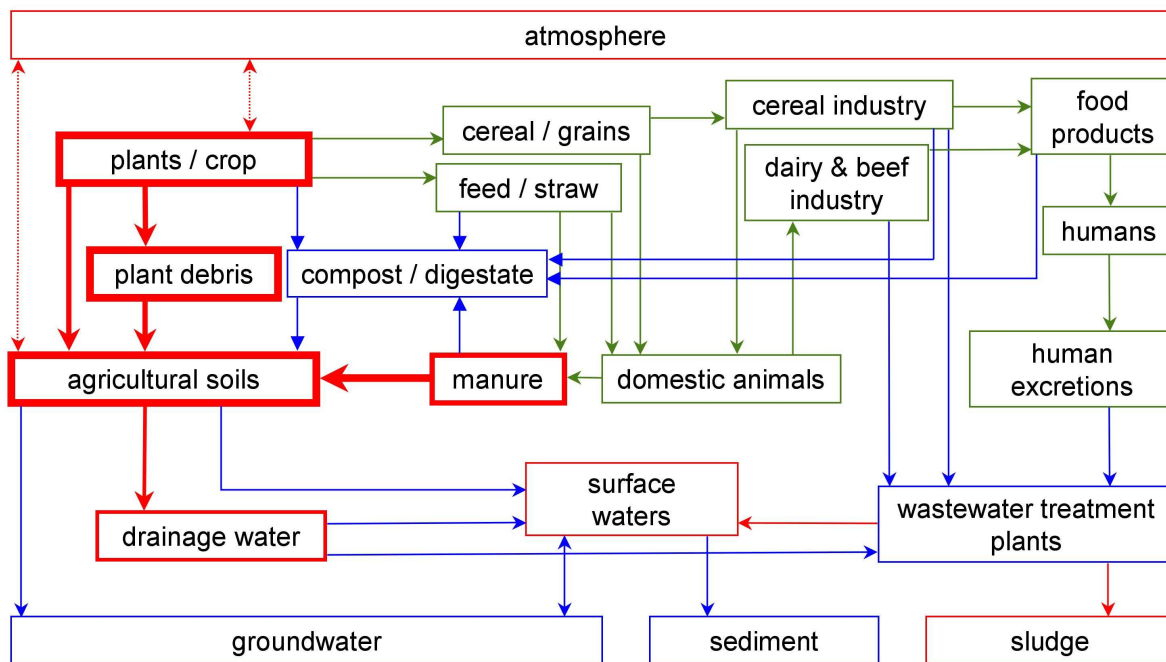 atmosphere
plants / crop
cereal / grains
cereal industry
food
products
feed / straw
dairy & beef
industry
humans
plant debris
compost / digestate
agricultural soils
manure
domestic animals
human
excretions
drainage water
surface
waters
wastewater treatment
plants
groundwater
sediment
sludge